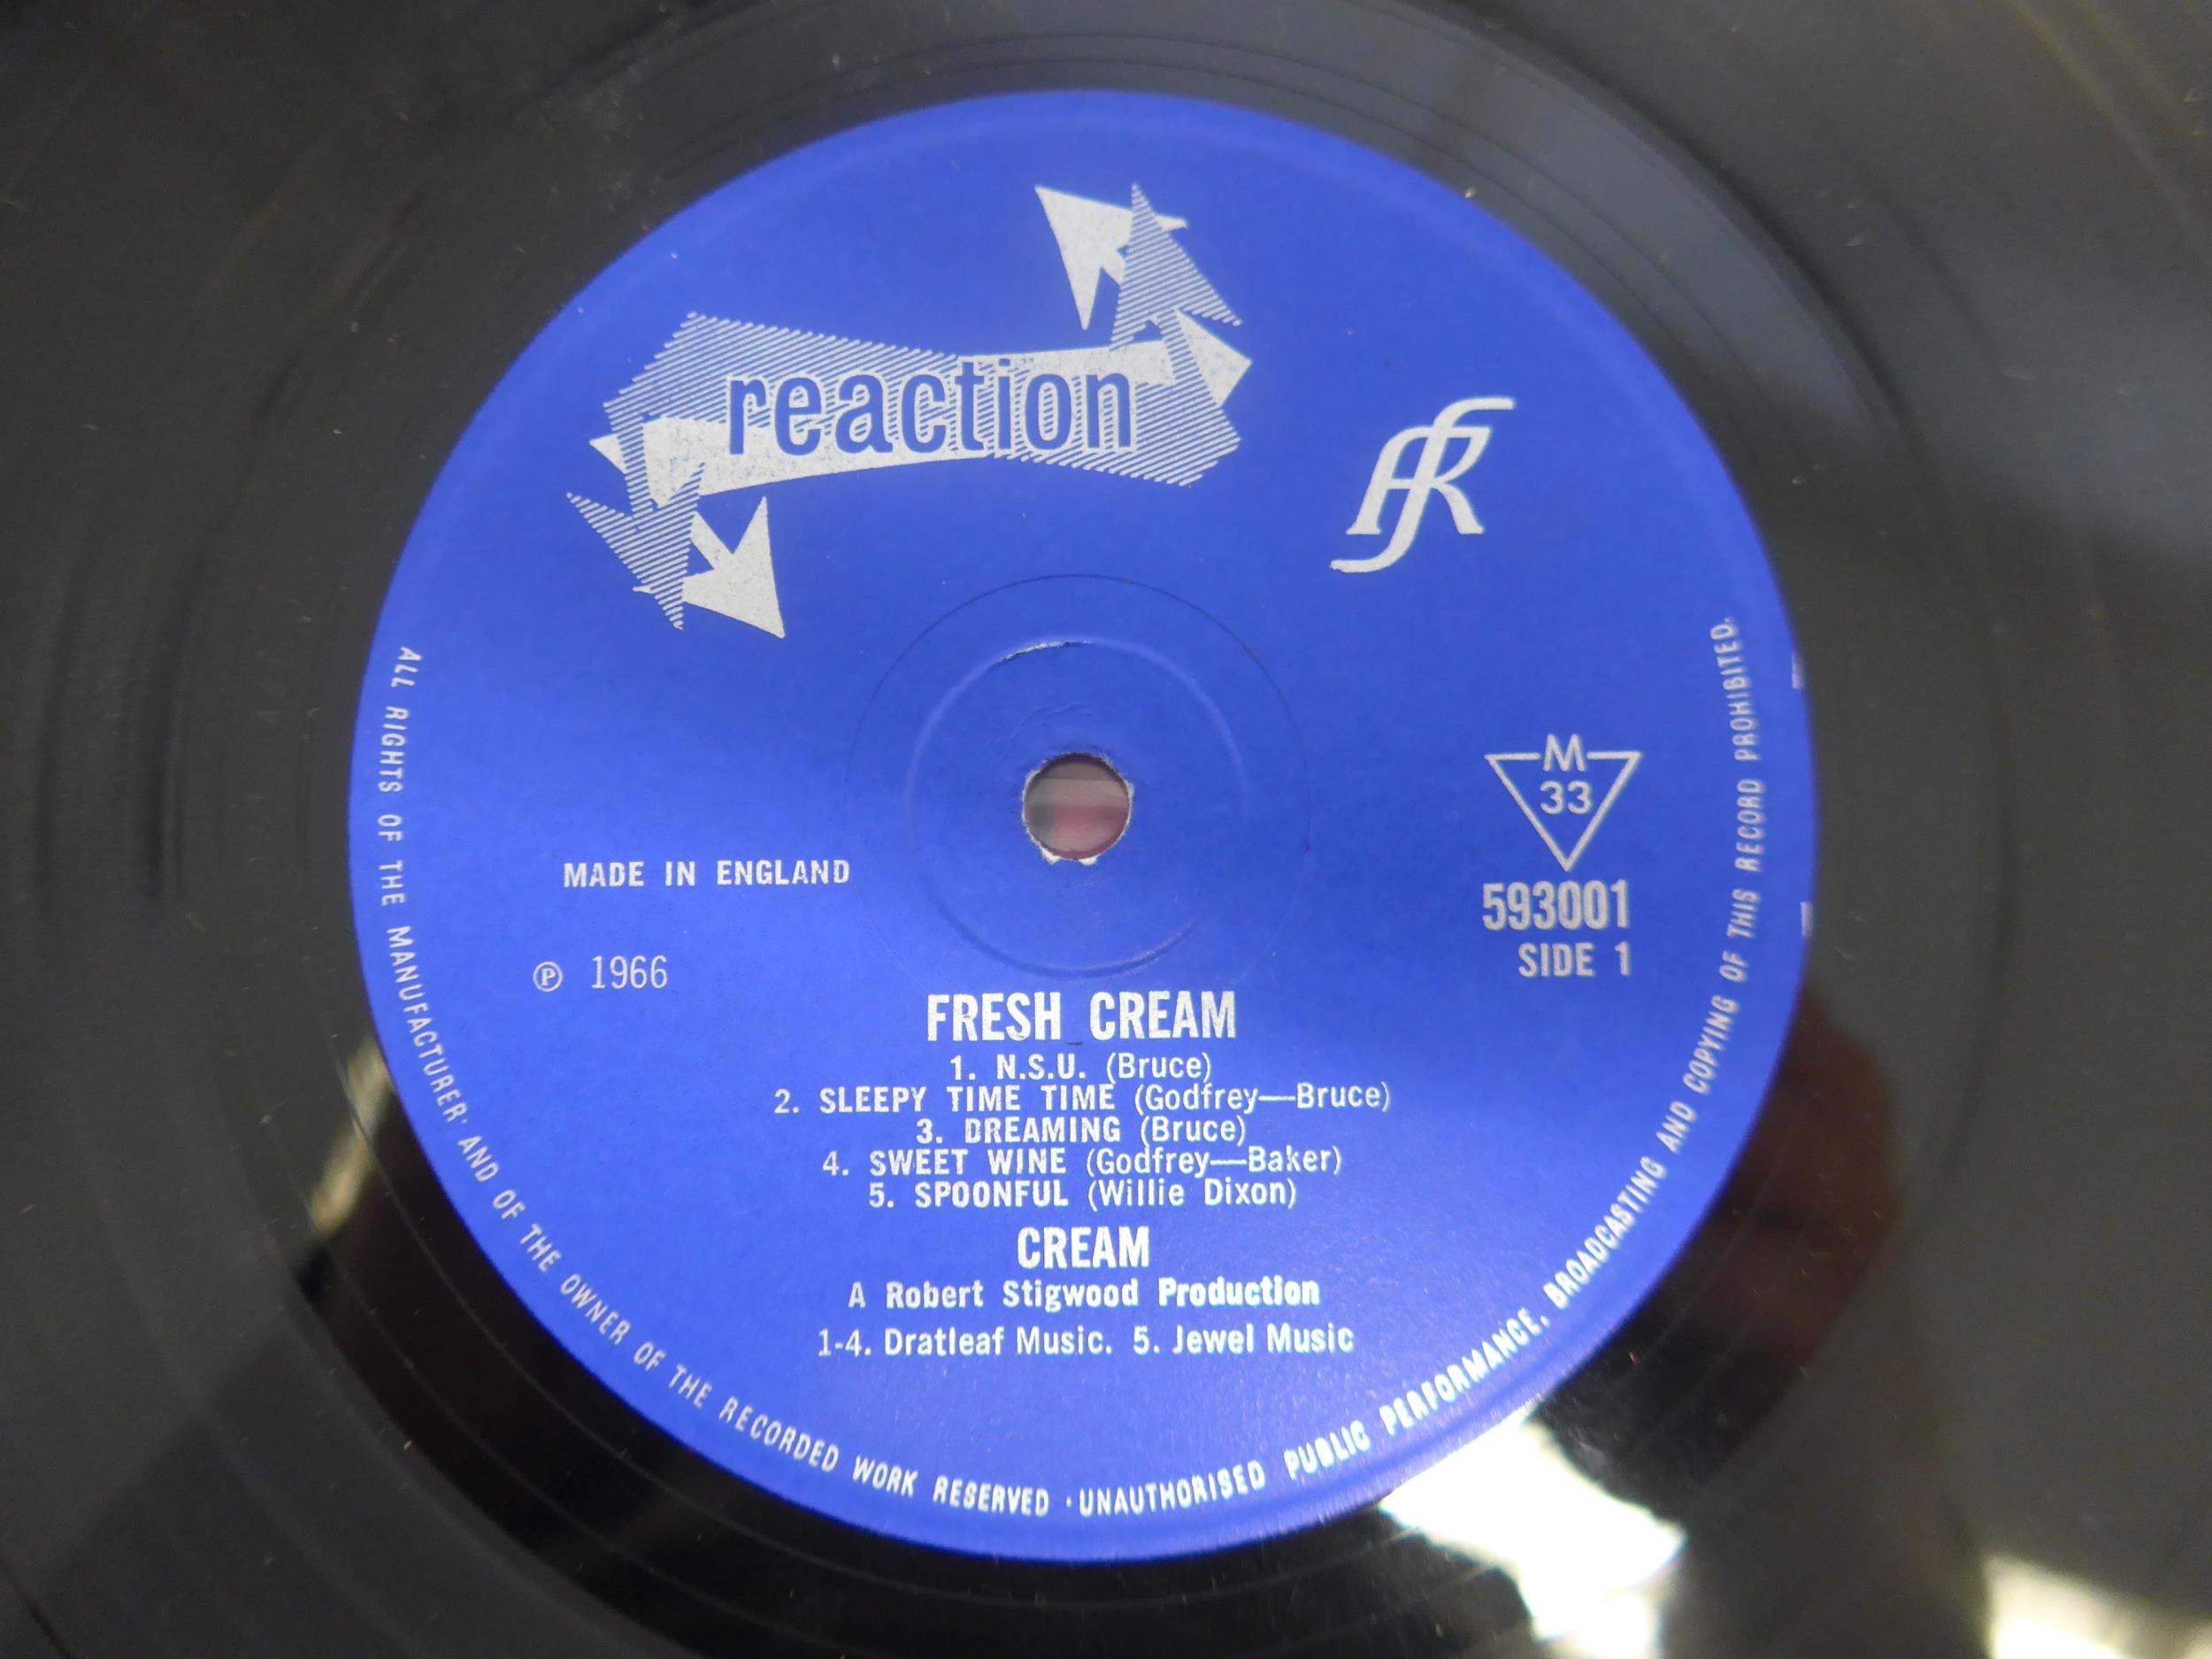 reaction
R
M
33
MADE IN ENGLAND
593001
SIDE 1
℗ 1966
FRESH CREAM
1. N.S.U. (Bruce)
2. SLEEPY TIME TIME (Godfrey—Bruce)
3. DREAMING (Bruce)
4. SWEET WINE (Godfrey—Baker)
5. SPOONFUL (Willie Dixon)
CREAM
A Robert Stigwood Production
1-4. Dratleaf Music. 5. Jewel Music
ALL RIGHTS OF THE MANUFACTURER AND OF THE OWNER OF THE RECORDED WORK RESERVED · UNAUTHORISED PUBLIC PERFORMANCE, BROADCASTING AND COPYING OF THIS RECORD PROHIBITED.